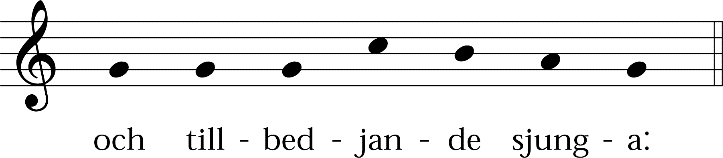 och till - bed - jan - de sjung - a: